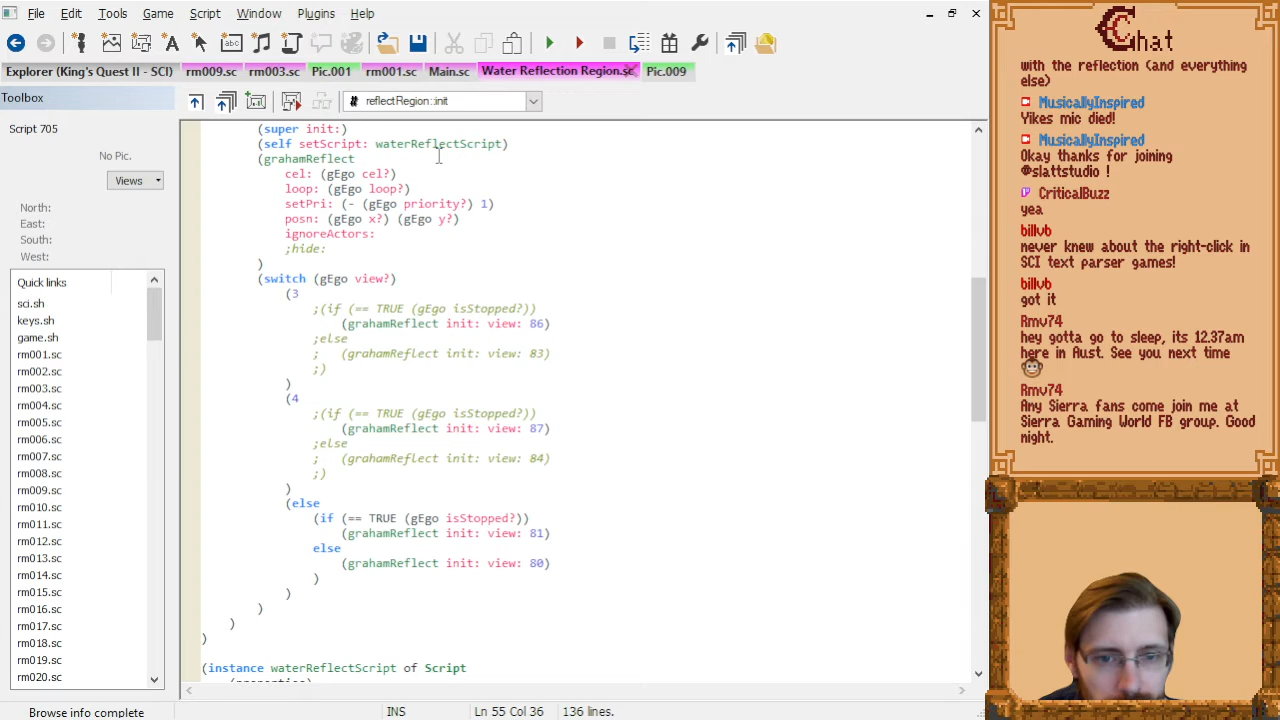 File Edit Tools Game Script Window Plugins Help
Explorer (King's Quest II - SCI) rm009.sc rm003.sc Pic.001 rm001.sc Main.sc Water Reflection Region.sc Pic.009
Toolbox
# reflectRegion::init
Script 705
No Pic.
Views
North:
East:
South:
West:
Quick links
sci.sh
keys.sh
game.sh
rm001.sc
rm002.sc
rm003.sc
rm004.sc
rm005.sc
rm006.sc
rm007.sc
rm008.sc
rm009.sc
rm010.sc
rm011.sc
rm012.sc
rm013.sc
rm014.sc
rm015.sc
rm016.sc
rm017.sc
rm018.sc
rm019.sc
rm020.sc
(super init:)
(self setScript: waterReflectScript)
(grahamReflect
cel: (gEgo cel?)
loop: (gEgo loop?)
setPri: (- (gEgo priority?) 1)
posn: (gEgo x?) (gEgo y?)
ignoreActors:
;hide:
)
(switch (gEgo view?)
(3
;(if (== TRUE (gEgo isStopped?))
(grahamReflect init: view: 86)
;else
; (grahamReflect init: view: 83)
;)
)
(4
;(if (== TRUE (gEgo isStopped?))
(grahamReflect init: view: 87)
;else
; (grahamReflect init: view: 84)
;)
)
(else
(if (== TRUE (gEgo isStopped?))
(grahamReflect init: view: 81)
else
(grahamReflect init: view: 80)
)
)
)
)
)
(instance waterReflectScript of Script
(properties)
Browse info complete INS Ln 55 Col 36 136 lines.
Chat
with the reflection (and everything
else)
MusicallyInspired
Yikes mic died!
MusicallyInspired
Okay thanks for joining
@slattstudio !
CriticalBuzz
yea
billvb
never knew about the right-click in
SCI text parser games!
billvb
got it
Rmv74
hey gotta go to sleep, its 12.37am
here in Aust. See you next time
Rmv74
Any Sierra fans come join me at
Sierra Gaming World FB group. Good
night.